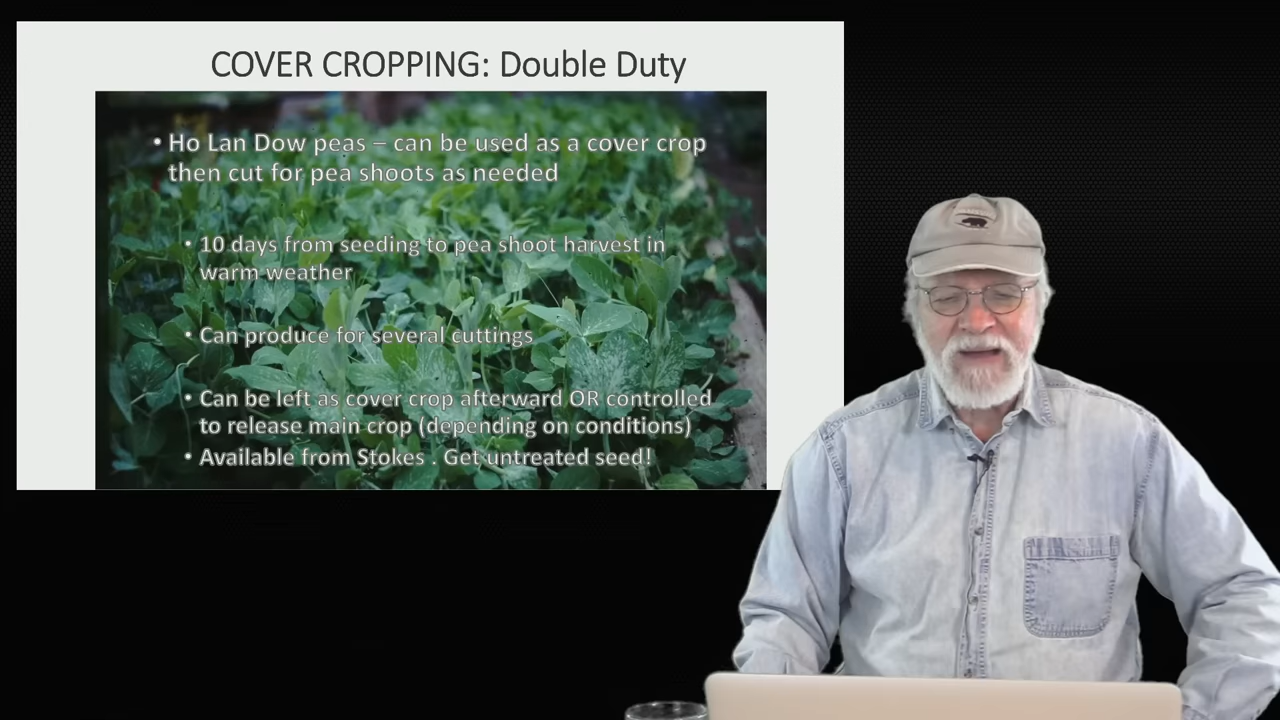 COVER CROPPING: Double Duty
• Ho Lan Dow peas – can be used as a cover crop
then cut for pea shoots as needed
• 10 days from seeding to pea shoot harvest in
warm weather
• Can produce for several cuttings
• Can be left as cover crop afterward OR controlled
to release main crop (depending on conditions)
• Available from Stokes . Get untreated seed!